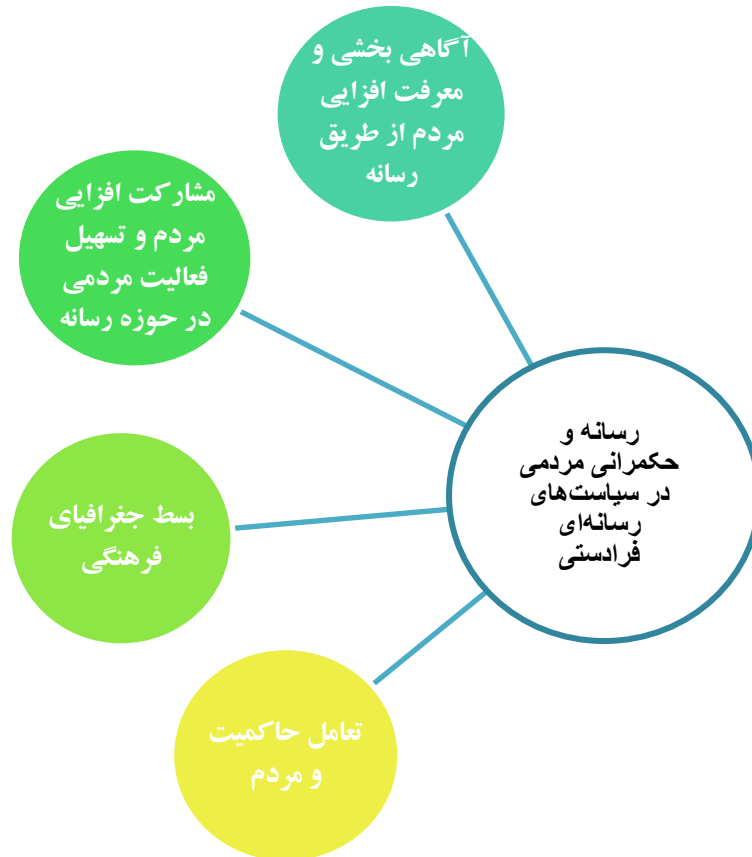 آگاهی بخشی و
معرفت افزایی
مردم از طریق
رسانه
مشارکت افزایی
مردم و تسهیل
فعالیت مردمی
در حوزه رسانه
رسانه و
حکمرانی مردمی
در سیاست‌های
رسانه‌ای
فرادستی
بسط جغرافیای
فرهنگی
تعامل حاکمیت
و مردم